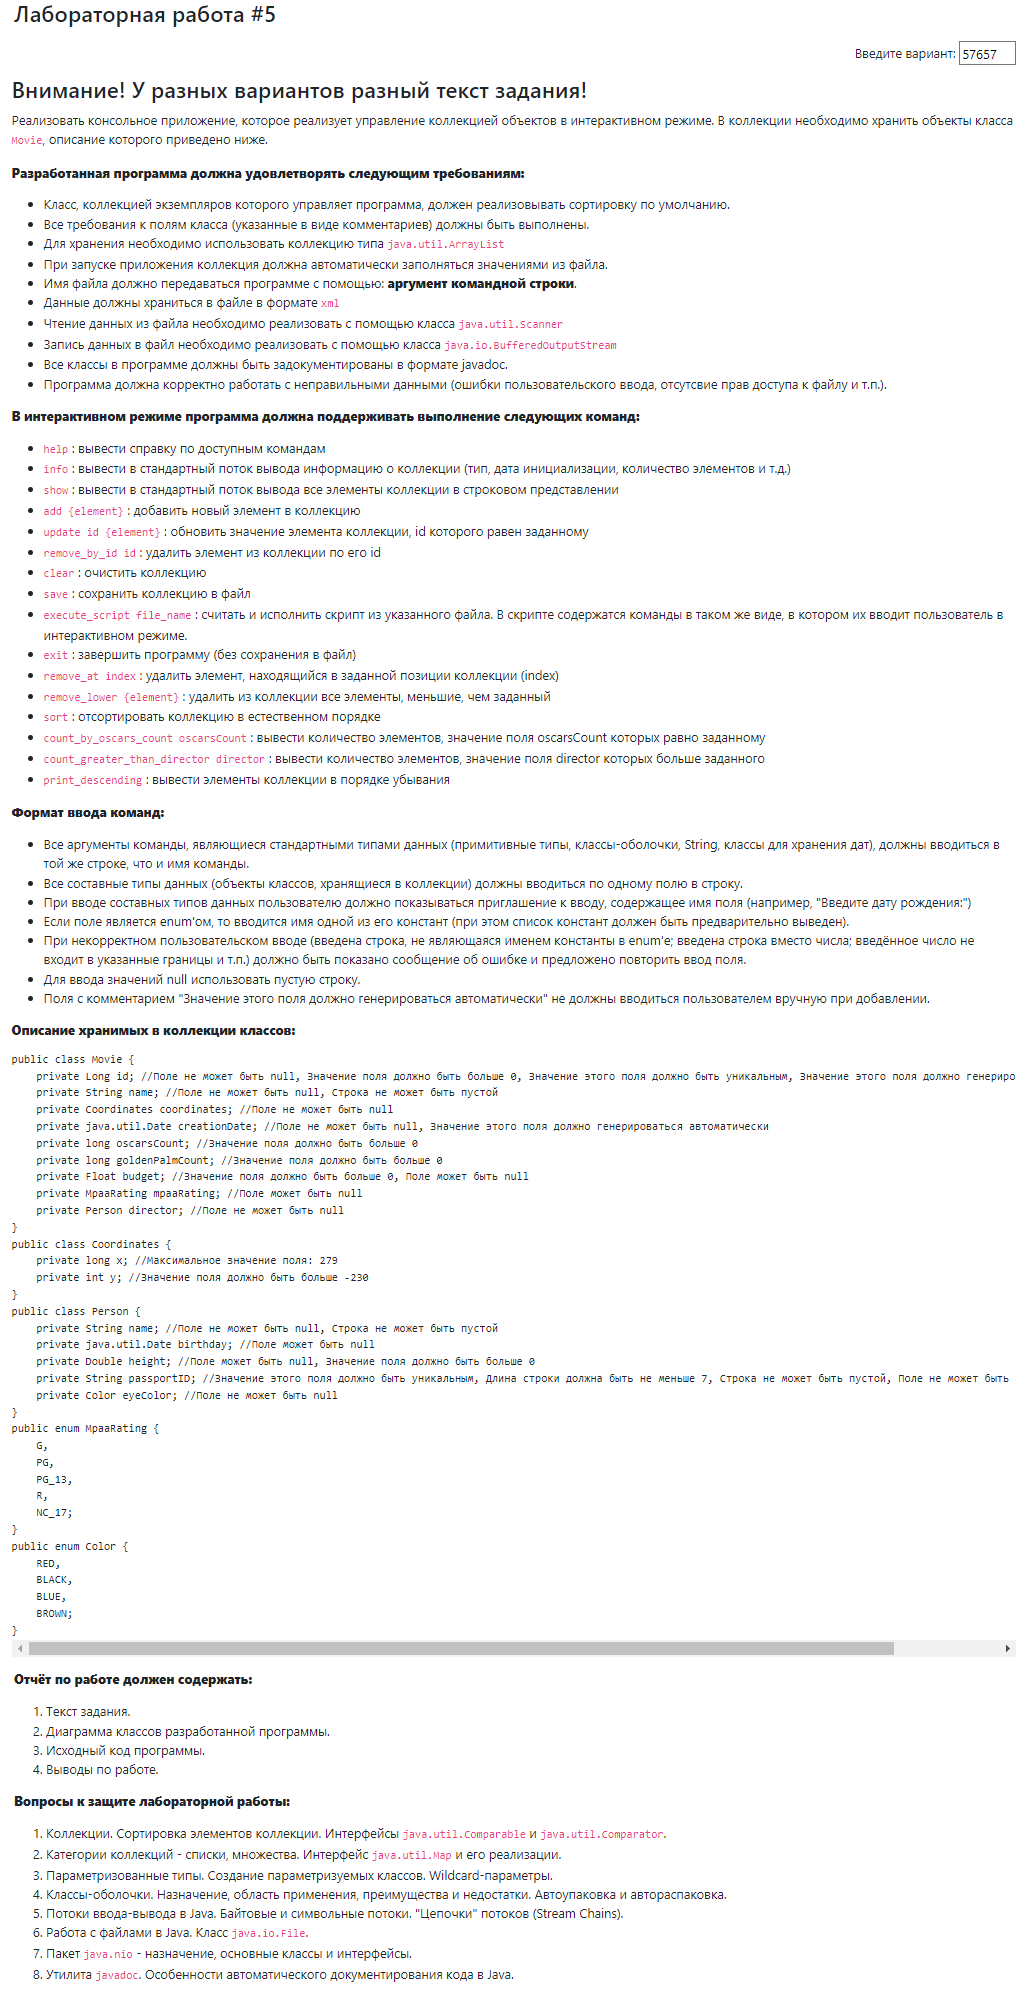 Лабораторная работа #5
Введите вариант: 57657
Внимание! У разных вариантов разный текст задания!
Реализовать консольное приложение, которое реализует управление коллекцией объектов в интерактивном режиме. В коллекции необходимо хранить объекты класса
Movie, описание которого приведено ниже.
Разработанная программа должна удовлетворять следующим требованиям:
• Класс, коллекцией экземпляров которого управляет программа, должен реализовывать сортировку по умолчанию.
• Все требования к полям класса (указанные в виде комментариев) должны быть выполнены.
• Для хранения необходимо использовать коллекцию типа java.util.ArrayList
• При запуске приложения коллекция должна автоматически заполняться значениями из файла.
• Имя файла должно передаваться программе с помощью: аргумент командной строки.
• Данные должны храниться в файле в формате xml
• Чтение данных из файла необходимо реализовать с помощью класса java.util.Scanner
• Запись данных в файл необходимо реализовать с помощью класса java.io.BufferedOutputStream
• Все классы в программе должны быть задокументированы в формате javadoc.
• Программа должна корректно работать с неправильными данными (ошибки пользовательского ввода, отсутсвие прав доступа к файлу и т.п.).
В интерактивном режиме программа должна поддерживать выполнение следующих команд:
• help : вывести справку по доступным командам
• info : вывести в стандартный поток вывода информацию о коллекции (тип, дата инициализации, количество элементов и т.д.)
• show : вывести в стандартный поток вывода все элементы коллекции в строковом представлении
• add {element} : добавить новый элемент в коллекцию
• update id {element} : обновить значение элемента коллекции, id которого равен заданному
• remove_by_id id : удалить элемент из коллекции по его id
• clear : очистить коллекцию
• save : сохранить коллекцию в файл
• execute_script file_name : считать и исполнить скрипт из указанного файла. В скрипте содержатся команды в таком же виде, в котором их вводит пользователь в
интерактивном режиме.
• exit : завершить программу (без сохранения в файл)
• remove_at index : удалить элемент, находящийся в заданной позиции коллекции (index)
• remove_lower {element} : удалить из коллекции все элементы, меньшие, чем заданный
• sort : отсортировать коллекцию в естественном порядке
• count_by_oscars_count oscarsCount : вывести количество элементов, значение поля oscarsCount которых равно заданному
• count_greater_than_director director : вывести количество элементов, значение поля director которых больше заданного
• print_descending : вывести элементы коллекции в порядке убывания
Формат ввода команд:
• Все аргументы команды, являющиеся стандартными типами данных (примитивные типы, классы-оболочки, String, классы для хранения дат), должны вводиться в
той же строке, что и имя команды.
• Все составные типы данных (объекты классов, хранящиеся в коллекции) должны вводиться по одному полю в строку.
• При вводе составных типов данных пользователю должно показываться приглашение к вводу, содержащее имя поля (например, "Введите дату рождения:")
• Если поле является enum'ом, то вводится имя одной из его констант (при этом список констант должен быть предварительно выведен).
• При некорректном пользовательском вводе (введена строка, не являющаяся именем константы в enum'е; введена строка вместо числа; введённое число не
входит в указанные границы и т.п.) должно быть показано сообщение об ошибке и предложено повторить ввод поля.
• Для ввода значений null использовать пустую строку.
• Поля с комментарием "Значение этого поля должно генерироваться автоматически" не должны вводиться пользователем вручную при добавлении.
Описание хранимых в коллекции классов:
public class Movie {
    private Long id; //Поле не может быть null, Значение поля должно быть больше 0, Значение этого поля должно быть уникальным, Значение этого поля должно генериро
    private String name; //Поле не может быть null, Строка не может быть пустой
    private Coordinates coordinates; //Поле не может быть null
    private java.util.Date creationDate; //Поле не может быть null, Значение этого поля должно генерироваться автоматически
    private long oscarsCount; //Значение поля должно быть больше 0
    private long goldenPalmCount; //Значение поля должно быть больше 0
    private Float budget; //Значение поля должно быть больше 0, Поле может быть null
    private MpaaRating mpaaRating; //Поле может быть null
    private Person director; //Поле не может быть null
}
public class Coordinates {
    private long x; //Максимальное значение поля: 279
    private int y; //Значение поля должно быть больше -230
}
public class Person {
    private String name; //Поле не может быть null, Строка не может быть пустой
    private java.util.Date birthday; //Поле может быть null
    private Double height; //Поле может быть null, Значение поля должно быть больше 0
    private String passportID; //Значение этого поля должно быть уникальным, Длина строки должна быть не меньше 7, Строка не может быть пустой, Поле не может быть
    private Color eyeColor; //Поле не может быть null
}
public enum MpaaRating {
    G,
    PG,
    PG_13,
    R,
    NC_17;
}
public enum Color {
    RED,
    BLACK,
    BLUE,
    BROWN;
}
Отчёт по работе должен содержать:
1. Текст задания.
2. Диаграмма классов разработанной программы.
3. Исходный код программы.
4. Выводы по работе.
Вопросы к защите лабораторной работы:
1. Коллекции. Сортировка элементов коллекции. Интерфейсы java.util.Comparable и java.util.Comparator.
2. Категории коллекций - списки, множества. Интерфейс java.util.Map и его реализации.
3. Параметризованные типы. Создание параметризуемых классов. Wildcard-параметры.
4. Классы-оболочки. Назначение, область применения, преимущества и недостатки. Автоупаковка и автораспаковка.
5. Потоки ввода-вывода в Java. Байтовые и символьные потоки. "Цепочки" потоков (Stream Chains).
6. Работа с файлами в Java. Класс java.io.File.
7. Пакет java.nio - назначение, основные классы и интерфейсы.
8. Утилита javadoc. Особенности автоматического документирования кода в Java.